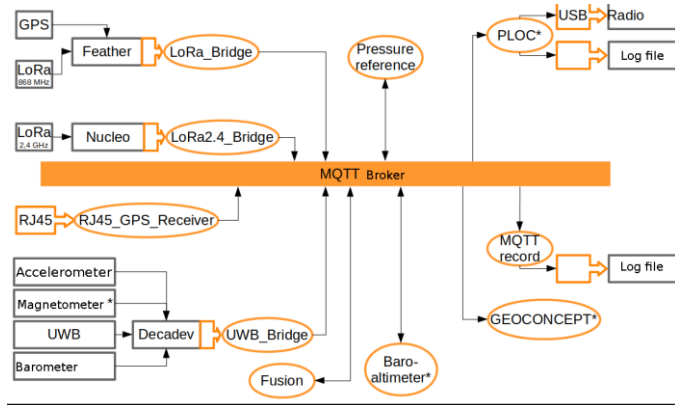 GPS
Feather
LoRa_Bridge
LoRa
868 MHz
Pressure
reference
PLOC*
USB
Radio
Log file
LoRa
2,4 GHz
Nucleo
LoRa2.4_Bridge
MQTT Broker
RJ45
RJ45_GPS_Receiver
MQTT
record
Log file
Accelerometer
Magnetometer *
UWB
Decadev
UWB_Bridge
Barometer
Fusion
Baro-
altimeter*
GEOCONCEPT*